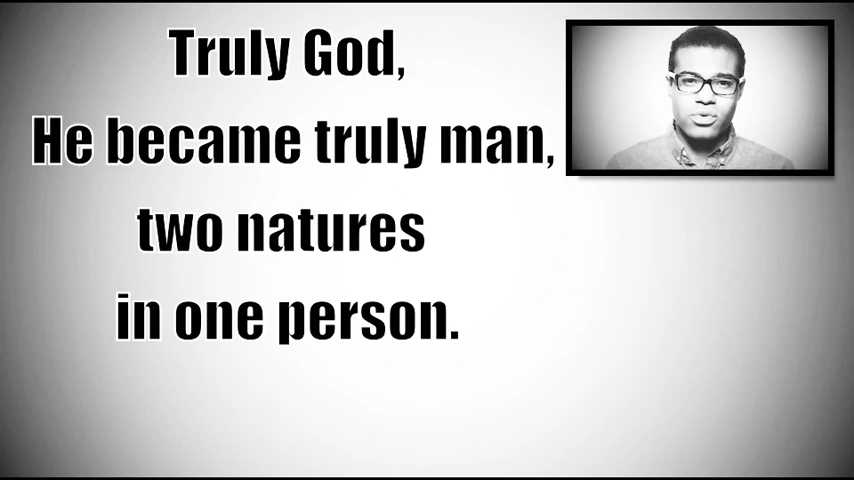 Truly God,
He became truly man,
two natures
in one person.